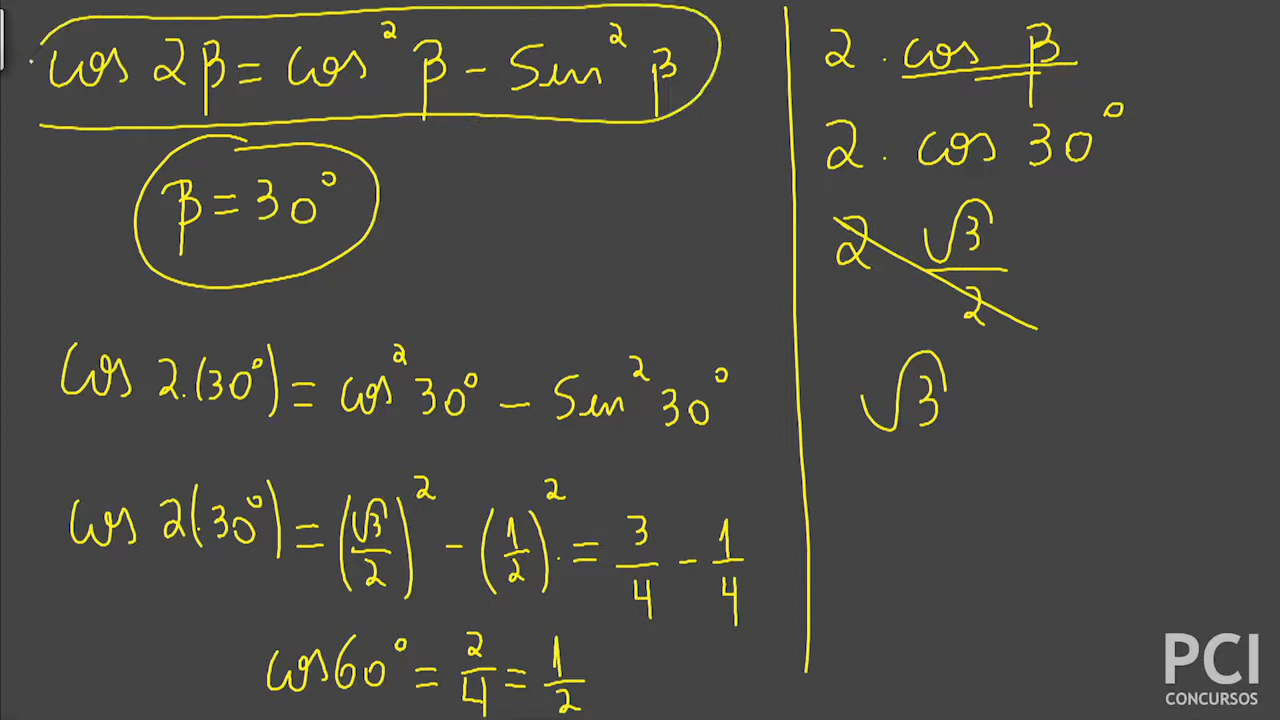 cos 2β = cos² β - Sen² β
β = 30°
cos 2.(30°) = cos² 30° - Sen² 30°
cos 2(.30°) = (√3/2)² - (1/2)². = 3/4 - 1/4
cos60° = 2/4 = 1/2
2 . cos β
2 . cos 30°
2 √3/2
√3
PCI
CONCURSOS